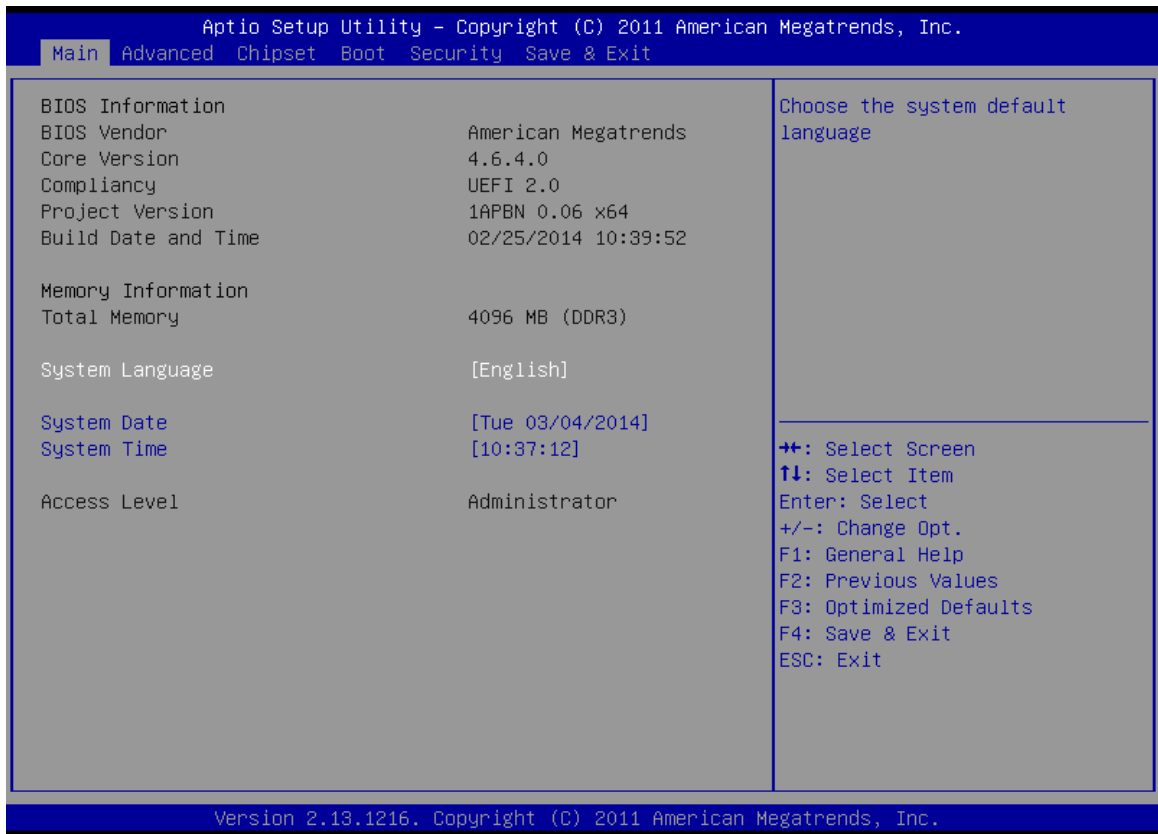 Aptio Setup Utility – Copyright (C) 2011 American Megatrends, Inc.
Main Advanced Chipset Boot Security Save & Exit
BIOS Information
BIOS Vendor American Megatrends
Core Version 4.6.4.0
Compliancy UEFI 2.0
Project Version 1APBN 0.06 x64
Build Date and Time 02/25/2014 10:39:52
Memory Information
Total Memory 4096 MB (DDR3)
System Language [English]
System Date [Tue 03/04/2014]
System Time [10:37:12]
Access Level Administrator
Choose the system default
language
→←: Select Screen
↑↓: Select Item
Enter: Select
+/-: Change Opt.
F1: General Help
F2: Previous Values
F3: Optimized Defaults
F4: Save & Exit
ESC: Exit
Version 2.13.1216. Copyright (C) 2011 American Megatrends, Inc.